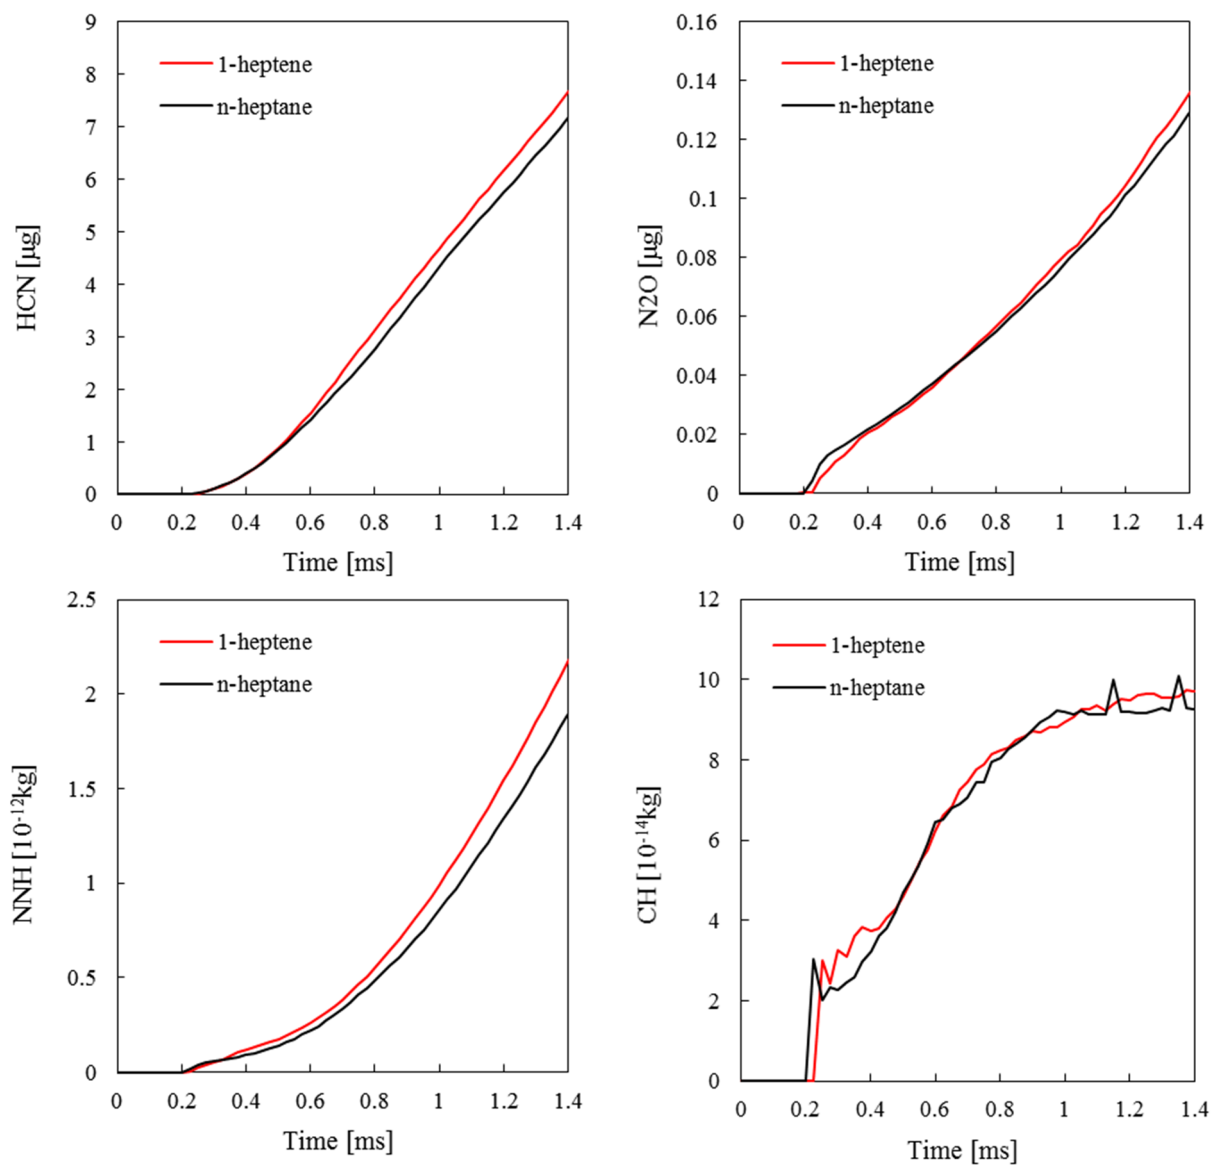 9
8
7
6
5
4
3
2
1
0
HCN [μg]
1-heptene
n-heptane
0 0.2 0.4 0.6 0.8 1 1.2 1.4
Time [ms]
0.16
0.14
0.12
0.1
0.08
0.06
0.04
0.02
0
N2O [μg]
1-heptene
n-heptane
0 0.2 0.4 0.6 0.8 1 1.2 1.4
Time [ms]
2.5
2
1.5
1
0.5
0
NNH [10⁻¹²kg]
1-heptene
n-heptane
0 0.2 0.4 0.6 0.8 1 1.2 1.4
Time [ms]
12
10
8
6
4
2
0
CH [10⁻¹⁴kg]
1-heptene
n-heptane
0 0.2 0.4 0.6 0.8 1 1.2 1.4
Time [ms]